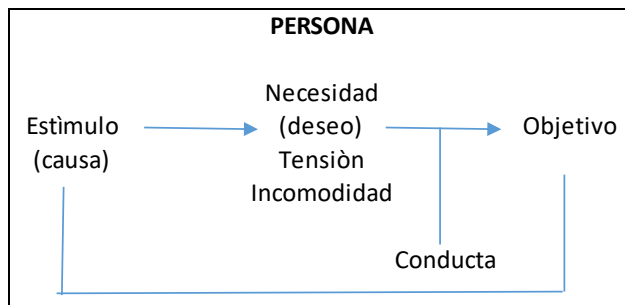 PERSONA
Estìmulo
(causa)
Necesidad
(deseo)
Tensiòn
Incomodidad
Objetivo
Conducta